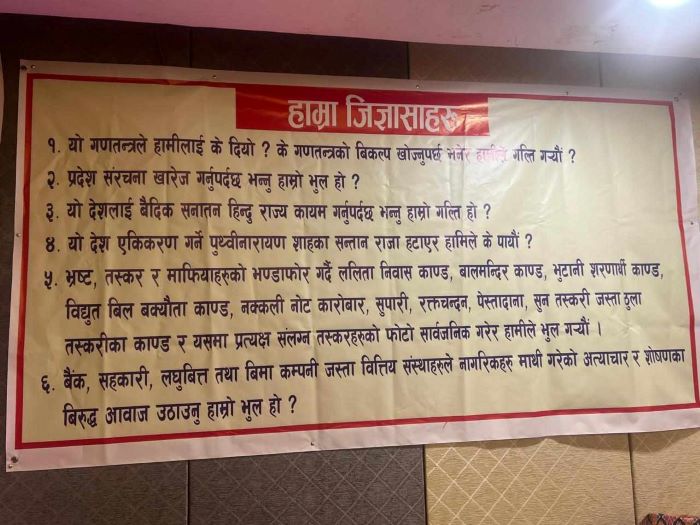 हाम्रा जिज्ञासाहरु
१. यो गणतन्त्रले हामीलाई के दियो ? के गणतन्त्रको बिकल्प खोज्नुपर्छ भनेर हामीले गल्ति गर्‍यौं ?
२. प्रदेश संरचना खारेज गर्नुपर्दछ भन्नु हाम्रो भुल हो ?
३. यो देशलाई बैदिक सनातन हिन्दु राज्य कायम गर्नुपर्दछ भन्नु हाम्रो गल्ति हो ?
४. यो देश एकिकरण गर्ने पुथ्वीनारायण शाहका सन्तान राजा हटाएर हामिले के पायौं ?
५. भ्रष्ट, तस्कर र माफियाहरुको भण्डाफोर गर्दै ललिता निवास काण्ड, बालमन्दिर काण्ड, भुटानी शरणार्थी काण्ड,
विद्युत बिल बक्यौता काण्ड, नक्कली नोट कारोबार, सुपारी, रक्तचन्दन, पेस्तादाना, सुन तस्करी जस्ता ठुला
तस्करीका काण्ड र यसमा प्रत्यक्ष संलग्न तस्करहरुको फोटो सार्वजनिक गरेर हामीले भुल गर्‍यौं ।
६. बैंक, सहकारी, लघुबित्त तथा बिमा कम्पनी जस्ता वित्तिय संस्थाहरुले नागरिकहरु माथी गरेको अत्याचार र शोषणका
बिरुद्ध आवाज उठाउनु हाम्रो भुल हो ?